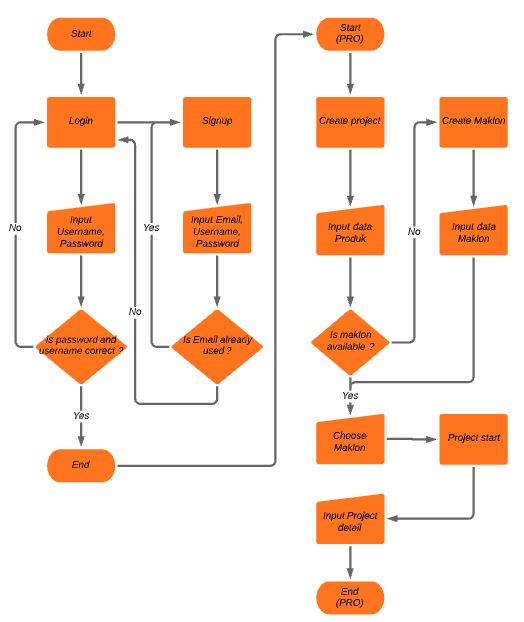 Start
Login
Signup
Input
Username,
Password
Input Email,
Username,
Password
No
Yes
No
Is password and
username correct ?
Is Email already
used ?
Yes
End
Start
(PRO)
Create project
Create Maklon
Input data
Produk
Input data
Maklon
No
Is maklon
available ?
Yes
Choose
Maklon
Project start
Input Project
detail
End
(PRO)